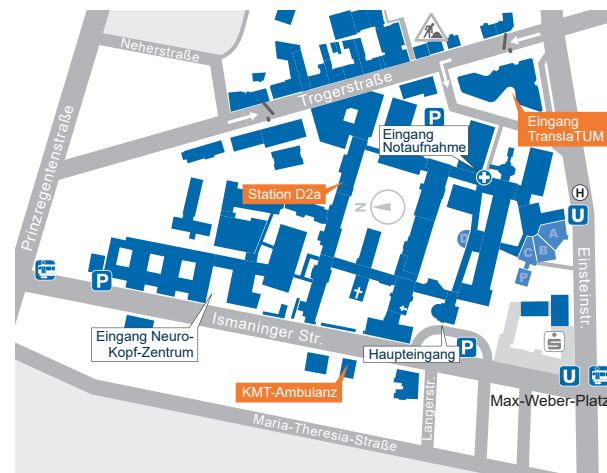 Neherstraße
Trogerstraße
Prinzregentenstraße
P
Eingang
Notaufnahme
Eingang
TranslaTUM
Station D2a
N
H
U
D
A
B
C
P
Einsteinstr.
P
Eingang Neuro-
Kopf-Zentrum
Ismaninger Str.
Haupteingang
P
S
KMT-Ambulanz
Langerstr.
U
Max-Weber-Platz
Maria-Theresia-Straße